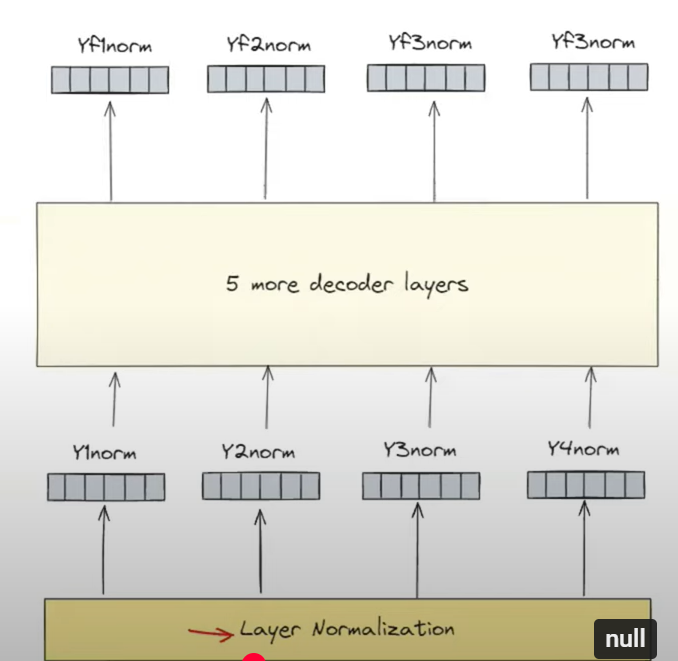 Yf1norm Yf2norm Yf3norm Yf3norm
5 more decoder layers
Y1norm Y2norm Y3norm Y4norm
Layer Normalization
null